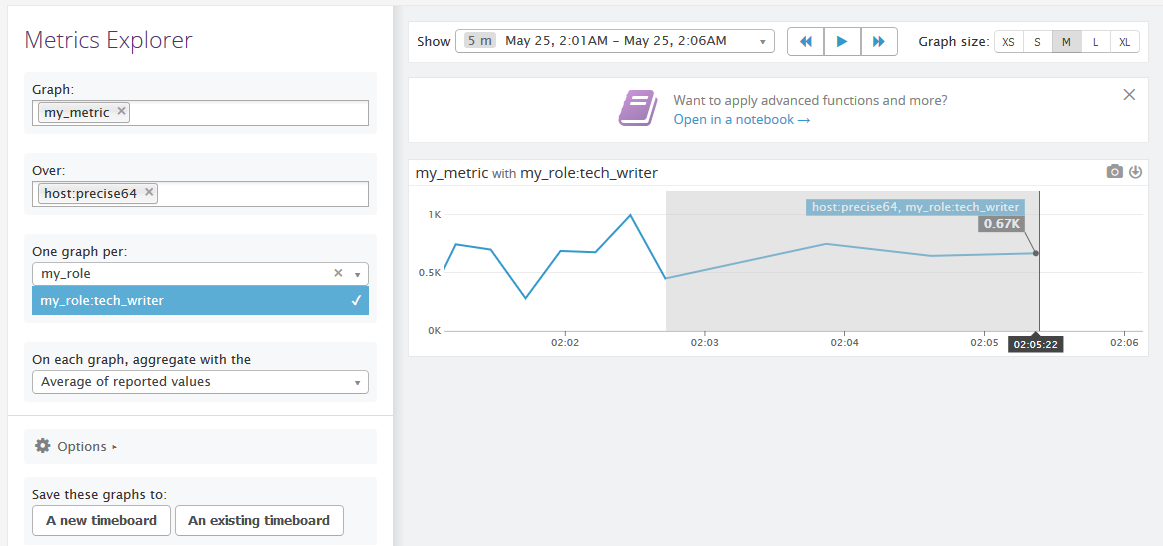 Metrics Explorer
Graph:
my_metric ×
Over:
host:precise64 ×
One graph per:
my_role ×
my_role:tech_writer ✓
On each graph, aggregate with the
Average of reported values
Options
Save these graphs to:
A new timeboard An existing timeboard
Show 5 m May 25, 2:01AM – May 25, 2:06AM Graph size: XS S M L XL
Want to apply advanced functions and more?
Open in a notebook →
my_metric with my_role:tech_writer
host:precise64, my_role:tech_writer
0.67K
1K
0.5K
0K
02:02 02:03 02:04 02:05 02:05:22 02:06